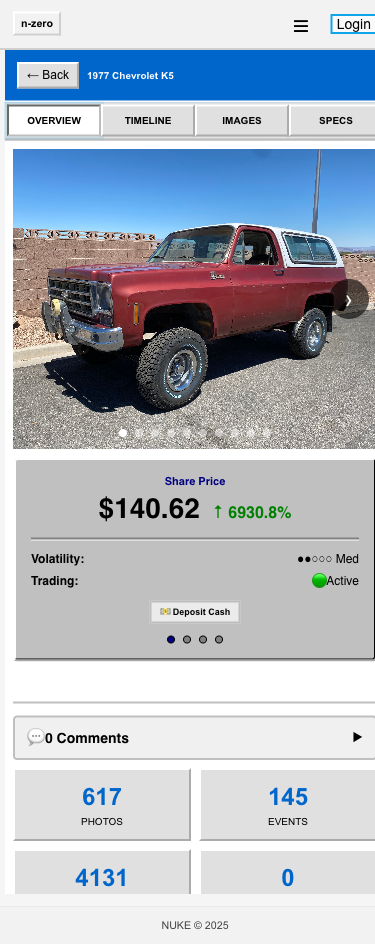 n-zero
Login
← Back
1977 Chevrolet K5
OVERVIEW
TIMELINE
IMAGES
SPECS
Share Price
$140.62 ↑ 6930.8%
Volatility: ●●○○○ Med
Trading: Active
Deposit Cash
0 Comments
617
PHOTOS
145
EVENTS
4131
0
NUKE © 2025